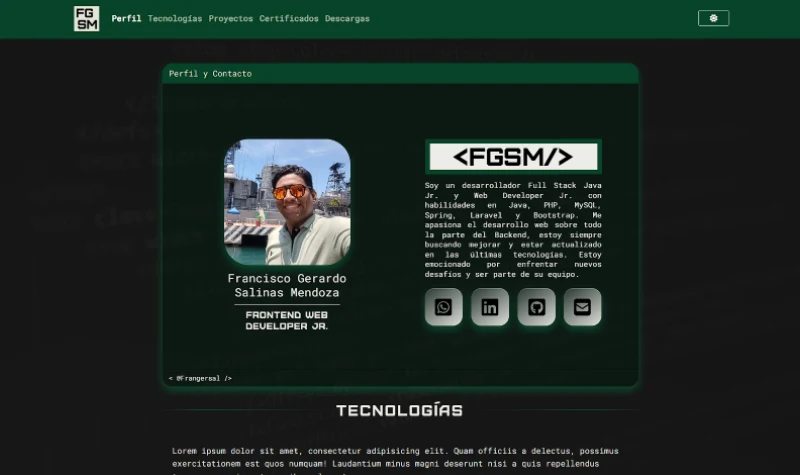 FG
SM
Perfil Tecnologías Proyectos Certificados Descargas
Perfil y Contacto
<FGSM/>
Soy un desarrollador Full Stack Java
Jr. y Web Developer Jr. con
habilidades en Java, PHP, MySQL,
Spring, Laravel y Bootstrap. Me
apasiona el desarrollo web sobre todo
la parte del Backend, estoy siempre
buscando mejorar y estar actualizado
en las últimas tecnologías. Estoy
emocionado por enfrentar nuevos
desafíos y ser parte de su equipo.
Francisco Gerardo
Salinas Mendoza
FRONTEND WEB
DEVELOPER JR.
in
< @Frangersal />
TECNOLOGÍAS
Lorem ipsum dolor sit amet, consectetur adipisicing elit. Quam officiis a delectus, possimus
exercitationem est quos numquam! Laudantium minus magni deserunt nisi a quis repellendus